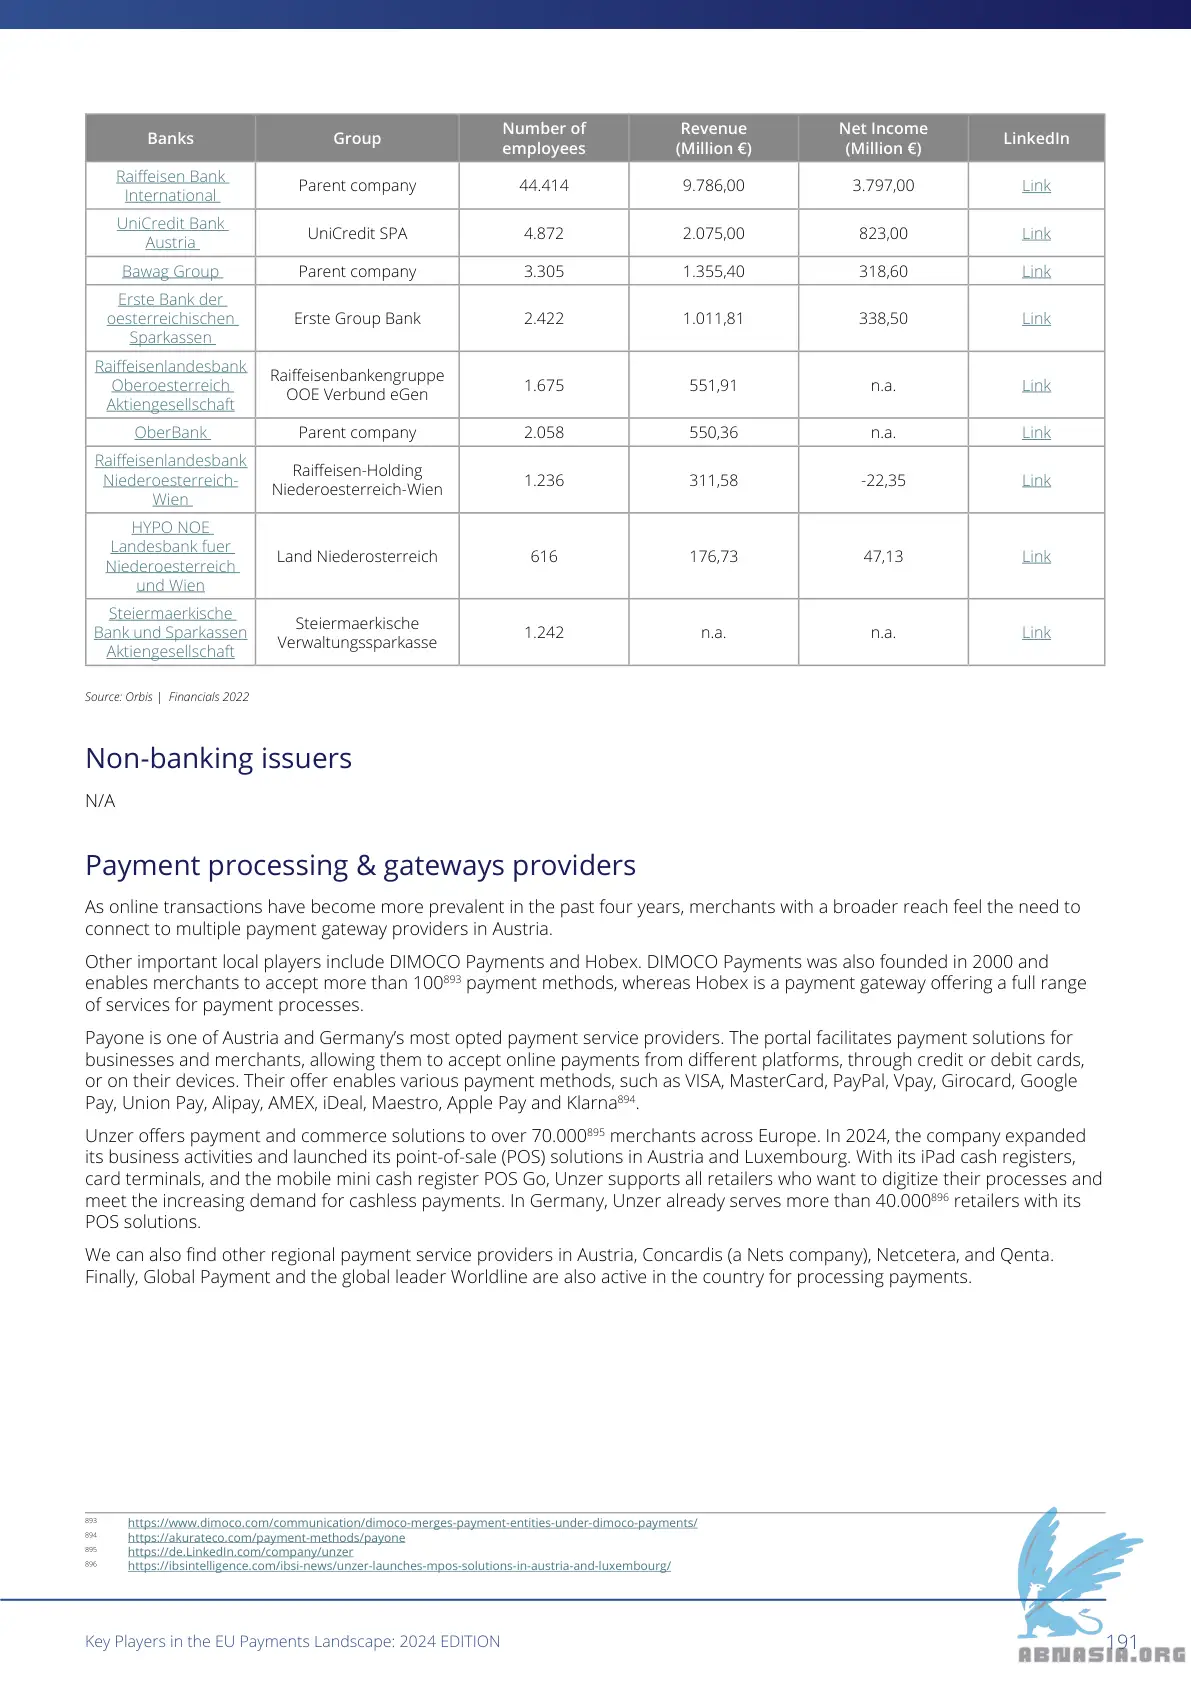 Banks Group Number of employees Revenue (Million €) Net Income (Million €) LinkedIn
Raiffeisen Bank International Parent company 44.414 9.786,00 3.797,00 Link
UniCredit Bank Austria UniCredit SPA 4.872 2.075,00 823,00 Link
Bawag Group Parent company 3.305 1.355,40 318,60 Link
Erste Bank der oesterreichischen Sparkassen Erste Group Bank 2.422 1.011,81 338,50 Link
Raiffeisenlandesbank Oberoesterreich Aktiengesellschaft Raiffeisenbankengruppe OOE Verbund eGen 1.675 551,91 n.a. Link
OberBank Parent company 2.058 550,36 n.a. Link
Raiffeisenlandesbank Niederoesterreich-Wien Raiffeisen-Holding Niederoesterreich-Wien 1.236 311,58 -22,35 Link
HYPO NOE Landesbank fuer Niederoesterreich und Wien Land Niederosterreich 616 176,73 47,13 Link
Steiermaerkische Bank und Sparkassen Aktiengesellschaft Steiermaerkische Verwaltungssparkasse 1.242 n.a. n.a. Link
Source: Orbis | Financials 2022
Non-banking issuers
N/A
Payment processing & gateways providers
As online transactions have become more prevalent in the past four years, merchants with a broader reach feel the need to
connect to multiple payment gateway providers in Austria.
Other important local players include DIMOCO Payments and Hobex. DIMOCO Payments was also founded in 2000 and
enables merchants to accept more than 100893 payment methods, whereas Hobex is a payment gateway offering a full range
of services for payment processes.
Payone is one of Austria and Germany's most opted payment service providers. The portal facilitates payment solutions for
businesses and merchants, allowing them to accept online payments from different platforms, through credit or debit cards,
or on their devices. Their offer enables various payment methods, such as VISA, MasterCard, PayPal, Vpay, Girocard, Google
Pay, Union Pay, Alipay, AMEX, iDeal, Maestro, Apple Pay and Klarna894.
Unzer offers payment and commerce solutions to over 70.000895 merchants across Europe. In 2024, the company expanded
its business activities and launched its point-of-sale (POS) solutions in Austria and Luxembourg. With its iPad cash registers,
card terminals, and the mobile mini cash register POS Go, Unzer supports all retailers who want to digitize their processes and
meet the increasing demand for cashless payments. In Germany, Unzer already serves more than 40.000896 retailers with its
POS solutions.
We can also find other regional payment service providers in Austria, Concardis (a Nets company), Netcetera, and Qenta.
Finally, Global Payment and the global leader Worldline are also active in the country for processing payments.
893 https://www.dimoco.com/communication/dimoco-merges-payment-entities-under-dimoco-payments/
894 https://akurateco.com/payment-methods/payone
895 https://de.LinkedIn.com/company/unzer
896 https://ibsintelligence.com/ibsi-news/unzer-launches-mpos-solutions-in-austria-and-luxembourg/
Key Players in the EU Payments Landscape: 2024 EDITION 191
ABNASIA.ORG